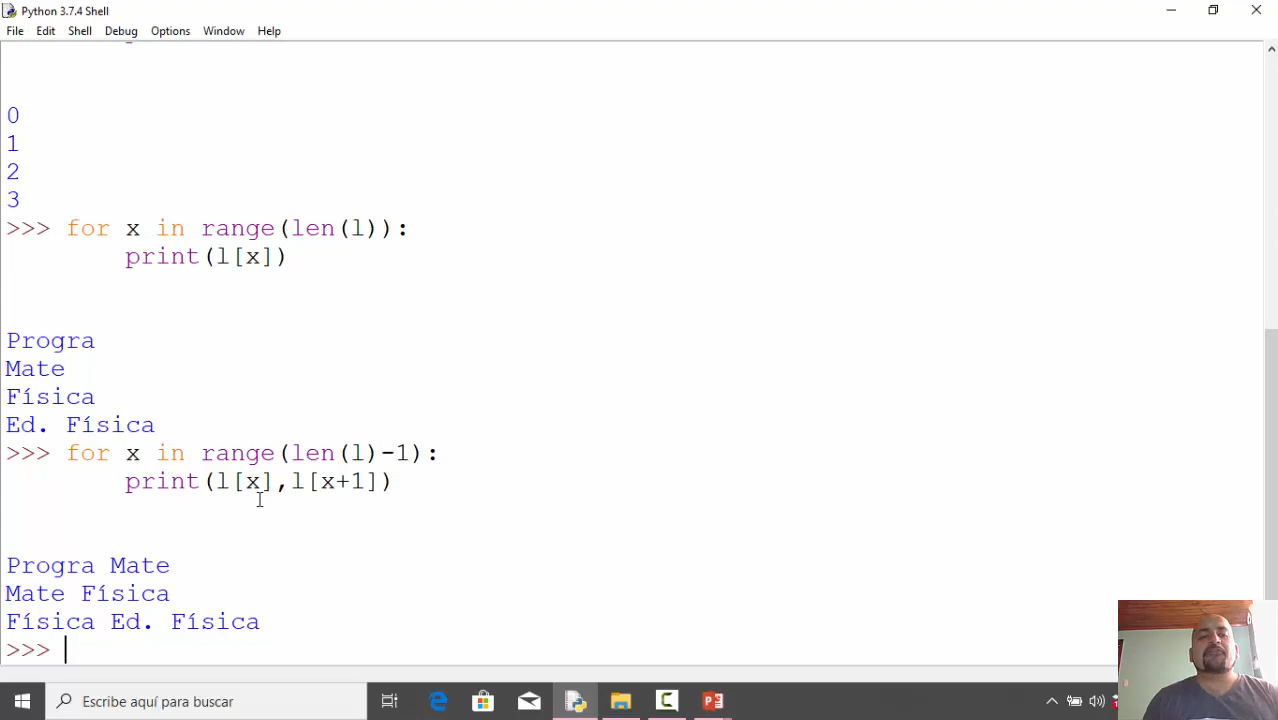 Python 3.7.4 Shell
File Edit Shell Debug Options Window Help
0
1
2
3
>>> for x in range(len(l)):
        print(l[x])
Progra
Mate
Física
Ed. Física
>>> for x in range(len(l)-1):
        print(l[x],l[x+1])
Progra Mate
Mate Física
Física Ed. Física
>>>
Escribe aquí para buscar